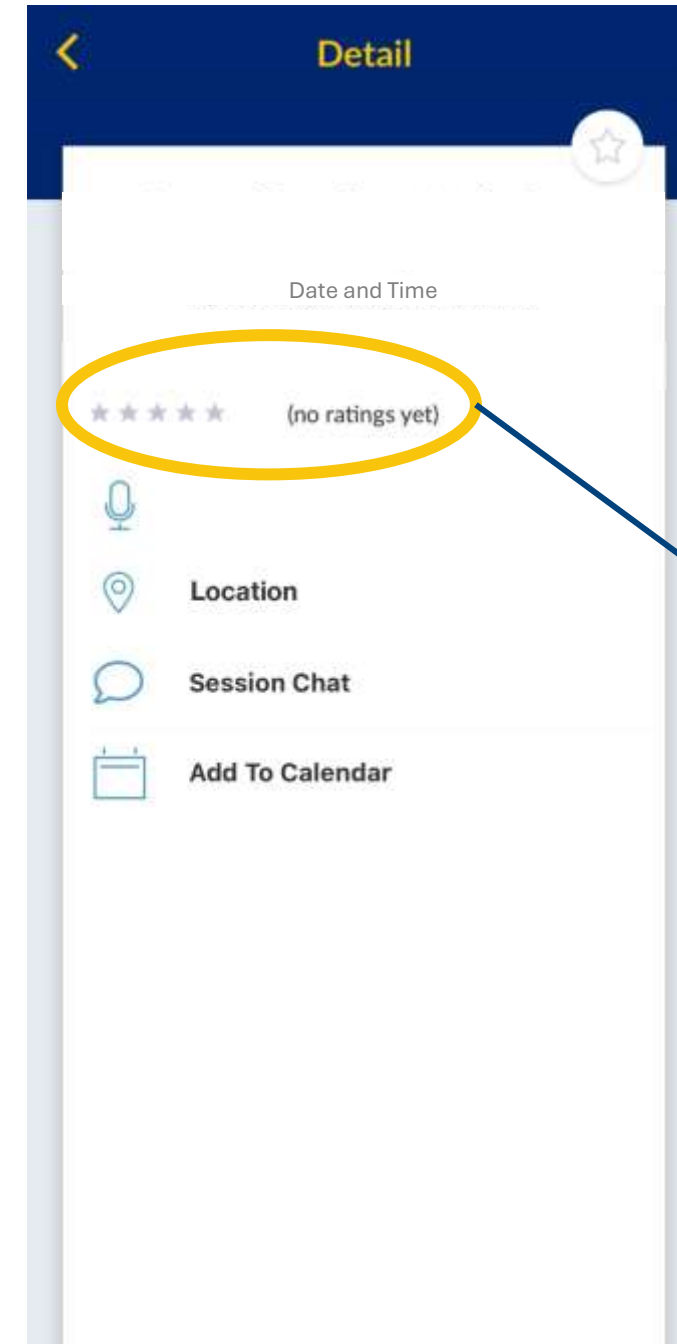 Detail
Date and Time
(no ratings yet)
Location
Session Chat
Add To Calendar